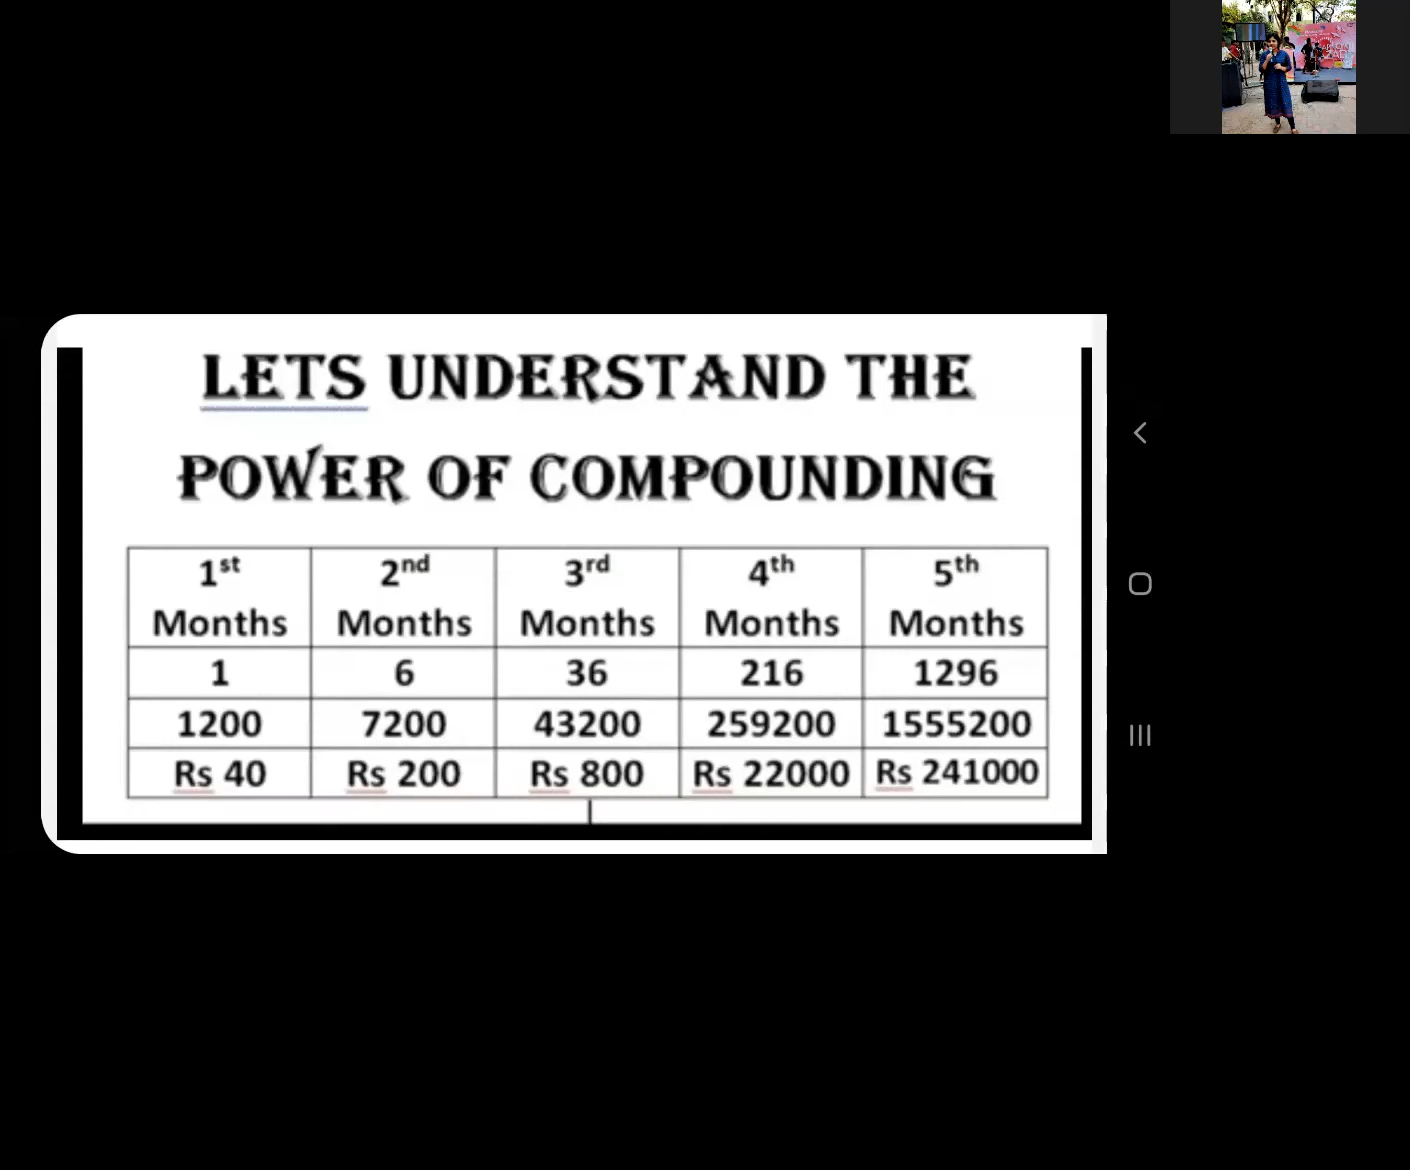 LETS UNDERSTAND THE
POWER OF COMPOUNDING
1st Months 2nd Months 3rd Months 4th Months 5th Months
1 6 36 216 1296
1200 7200 43200 259200 1555200
Rs 40 Rs 200 Rs 800 Rs 22000 Rs 241000